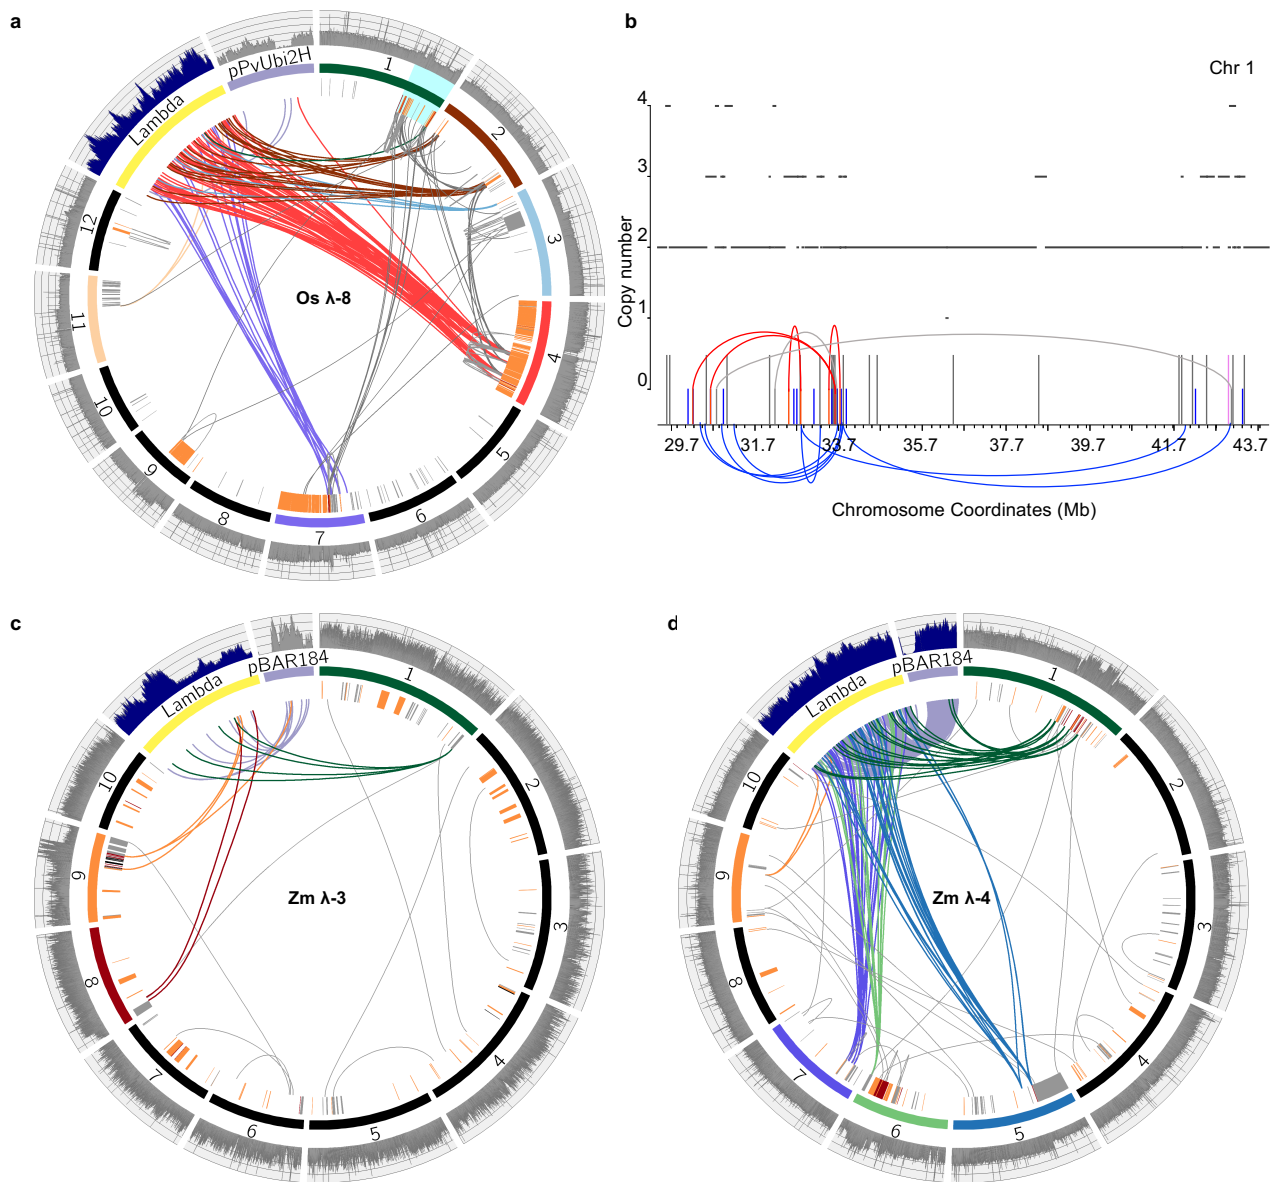 a
pPvUbi2H
Lambda
1
2
3
4
5
6
7
8
9
10
11
12
Os λ-8
b
Chr 1
Copy number
4
3
2
1
0
29.7 31.7 33.7 35.7 37.7 39.7 41.7 43.7
Chromosome Coordinates (Mb)
c
pBAR184
Lambda
1
2
3
4
5
6
7
8
9
10
Zm λ-3
d
pBAR184
Lambda
1
2
3
4
5
6
7
8
9
10
Zm λ-4